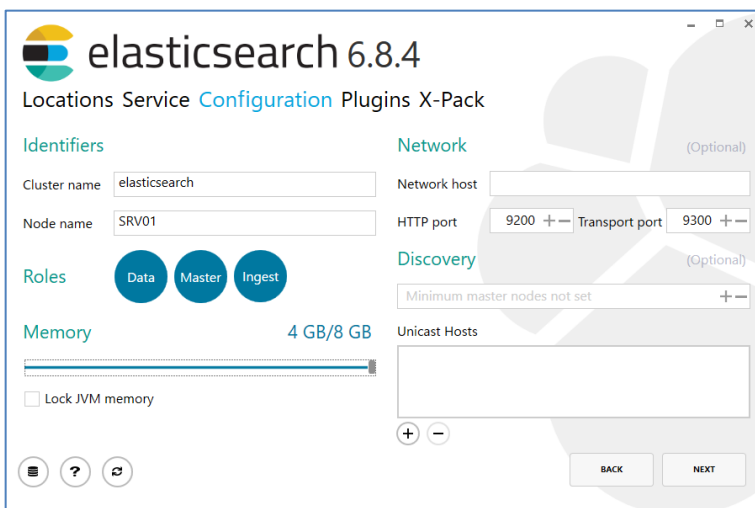 elasticsearch 6.8.4
Locations Service Configuration Plugins X-Pack
Identifiers
Cluster name elasticsearch
Node name SRV01
Roles Data Master Ingest
Memory 4 GB/8 GB
Lock JVM memory
Network (Optional)
Network host
HTTP port 9200 Transport port 9300
Discovery (Optional)
Minimum master nodes not set
Unicast Hosts
BACK NEXT